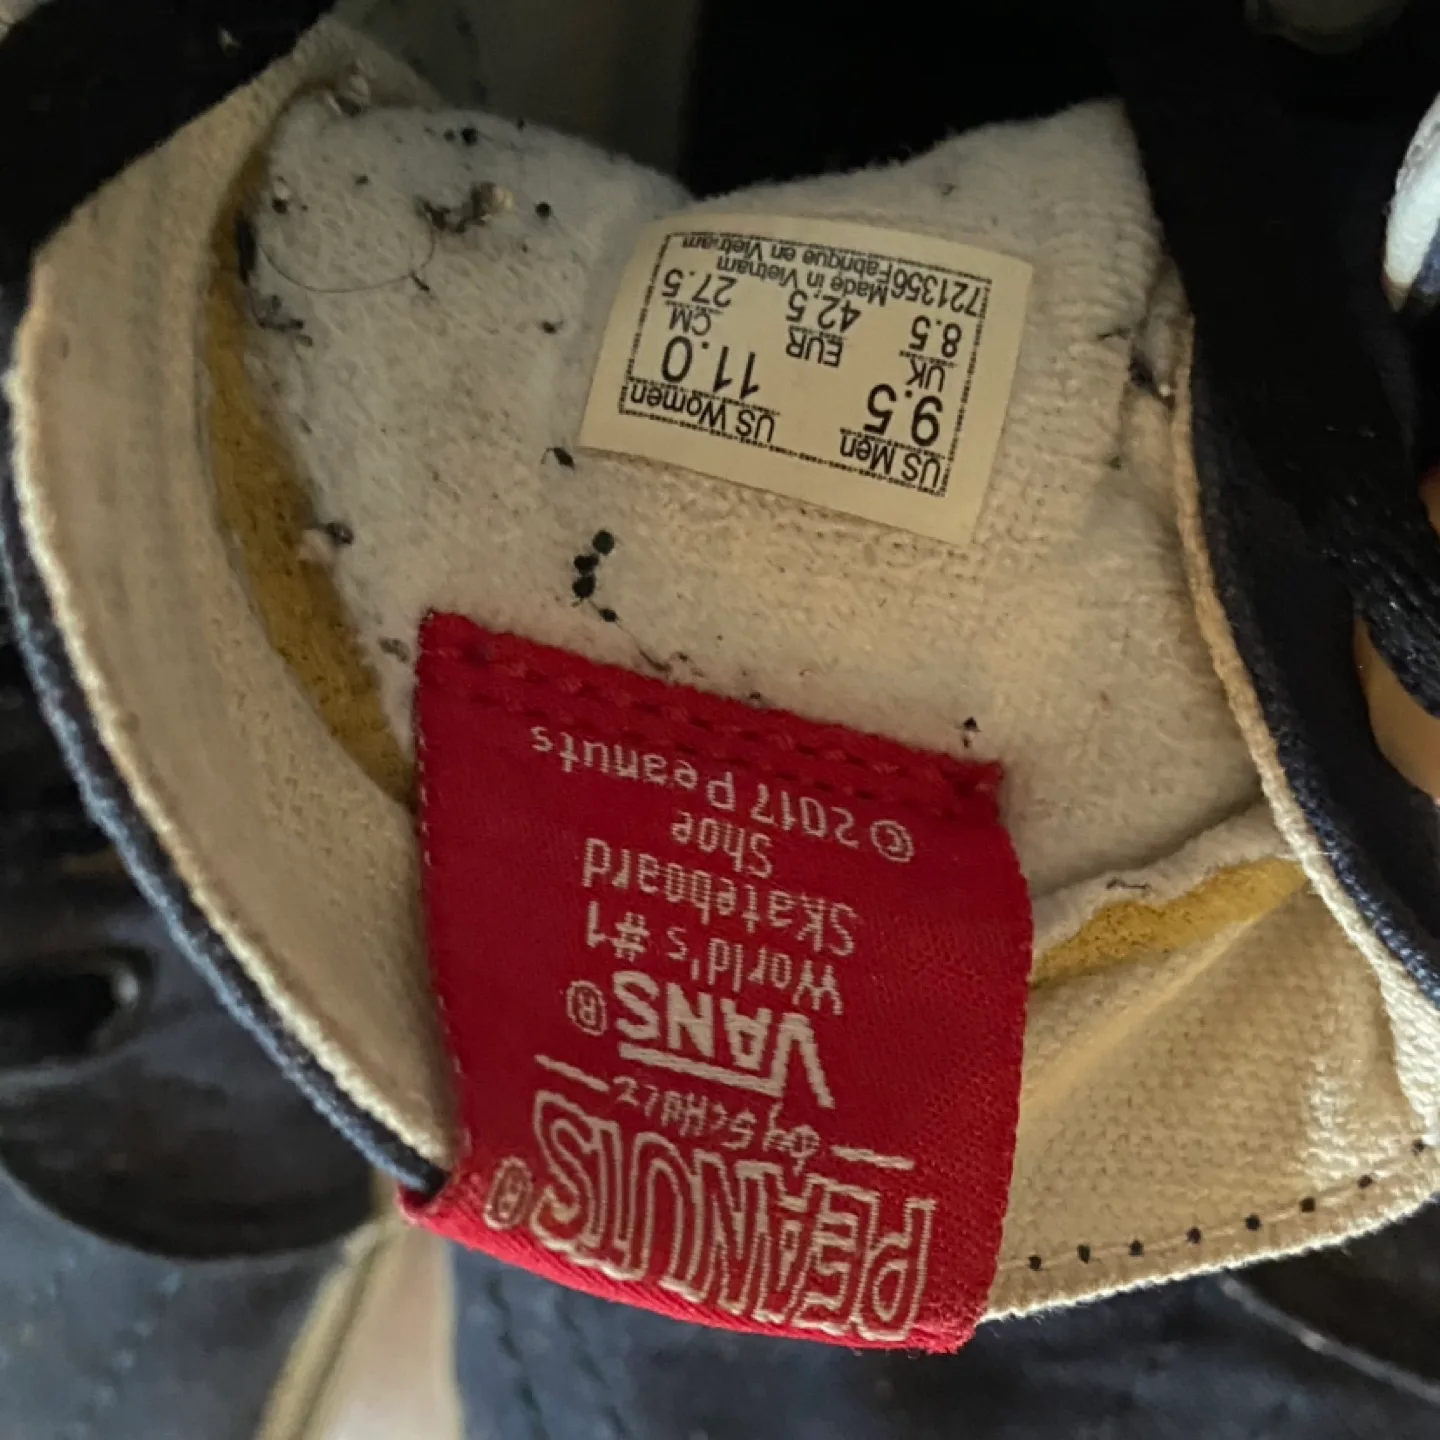 PEANUTS®
by SCHULZ
VANS®
World's #1
Skateboard
Shoe
© 2017 Peanuts
US Men US Women
9.5 11.0
UK EUR CM
8.5 42.5 27.5
721356 Made in Vietnam
Fabrique en Vietnam